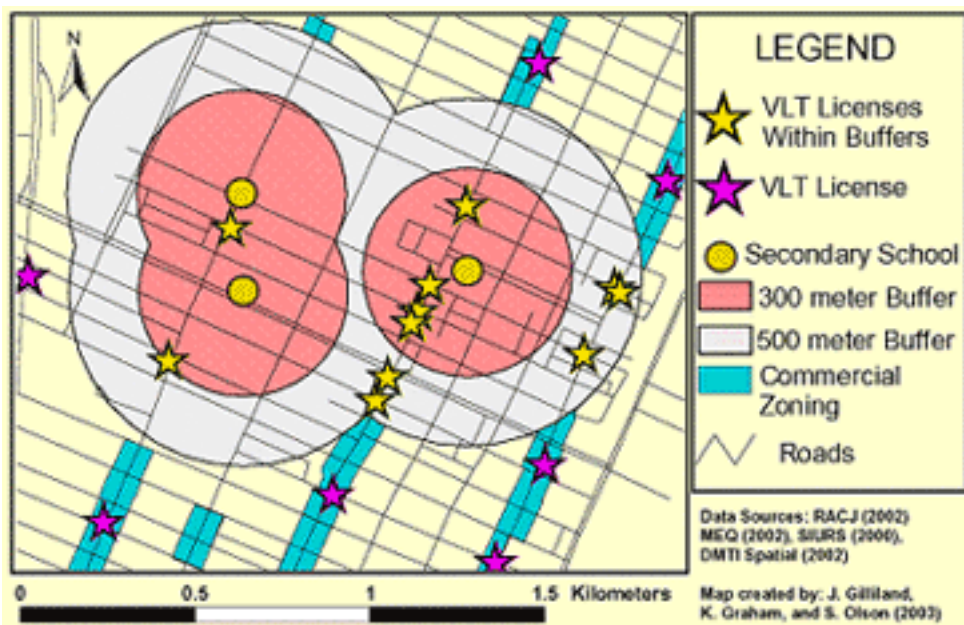 N
LEGEND
VLT Licenses
Within Buffers
VLT License
Secondary School
300 meter Buffer
500 meter Buffer
Commercial
Zoning
Roads
Data Sources: RACJ (2002)
MEQ (2002), SIURS (2000),
DMTI Spatial (2002)
0 0.5 1 1.5 Kilometers
Map created by: J. Gilliland,
K. Graham, and S. Olson (2003)